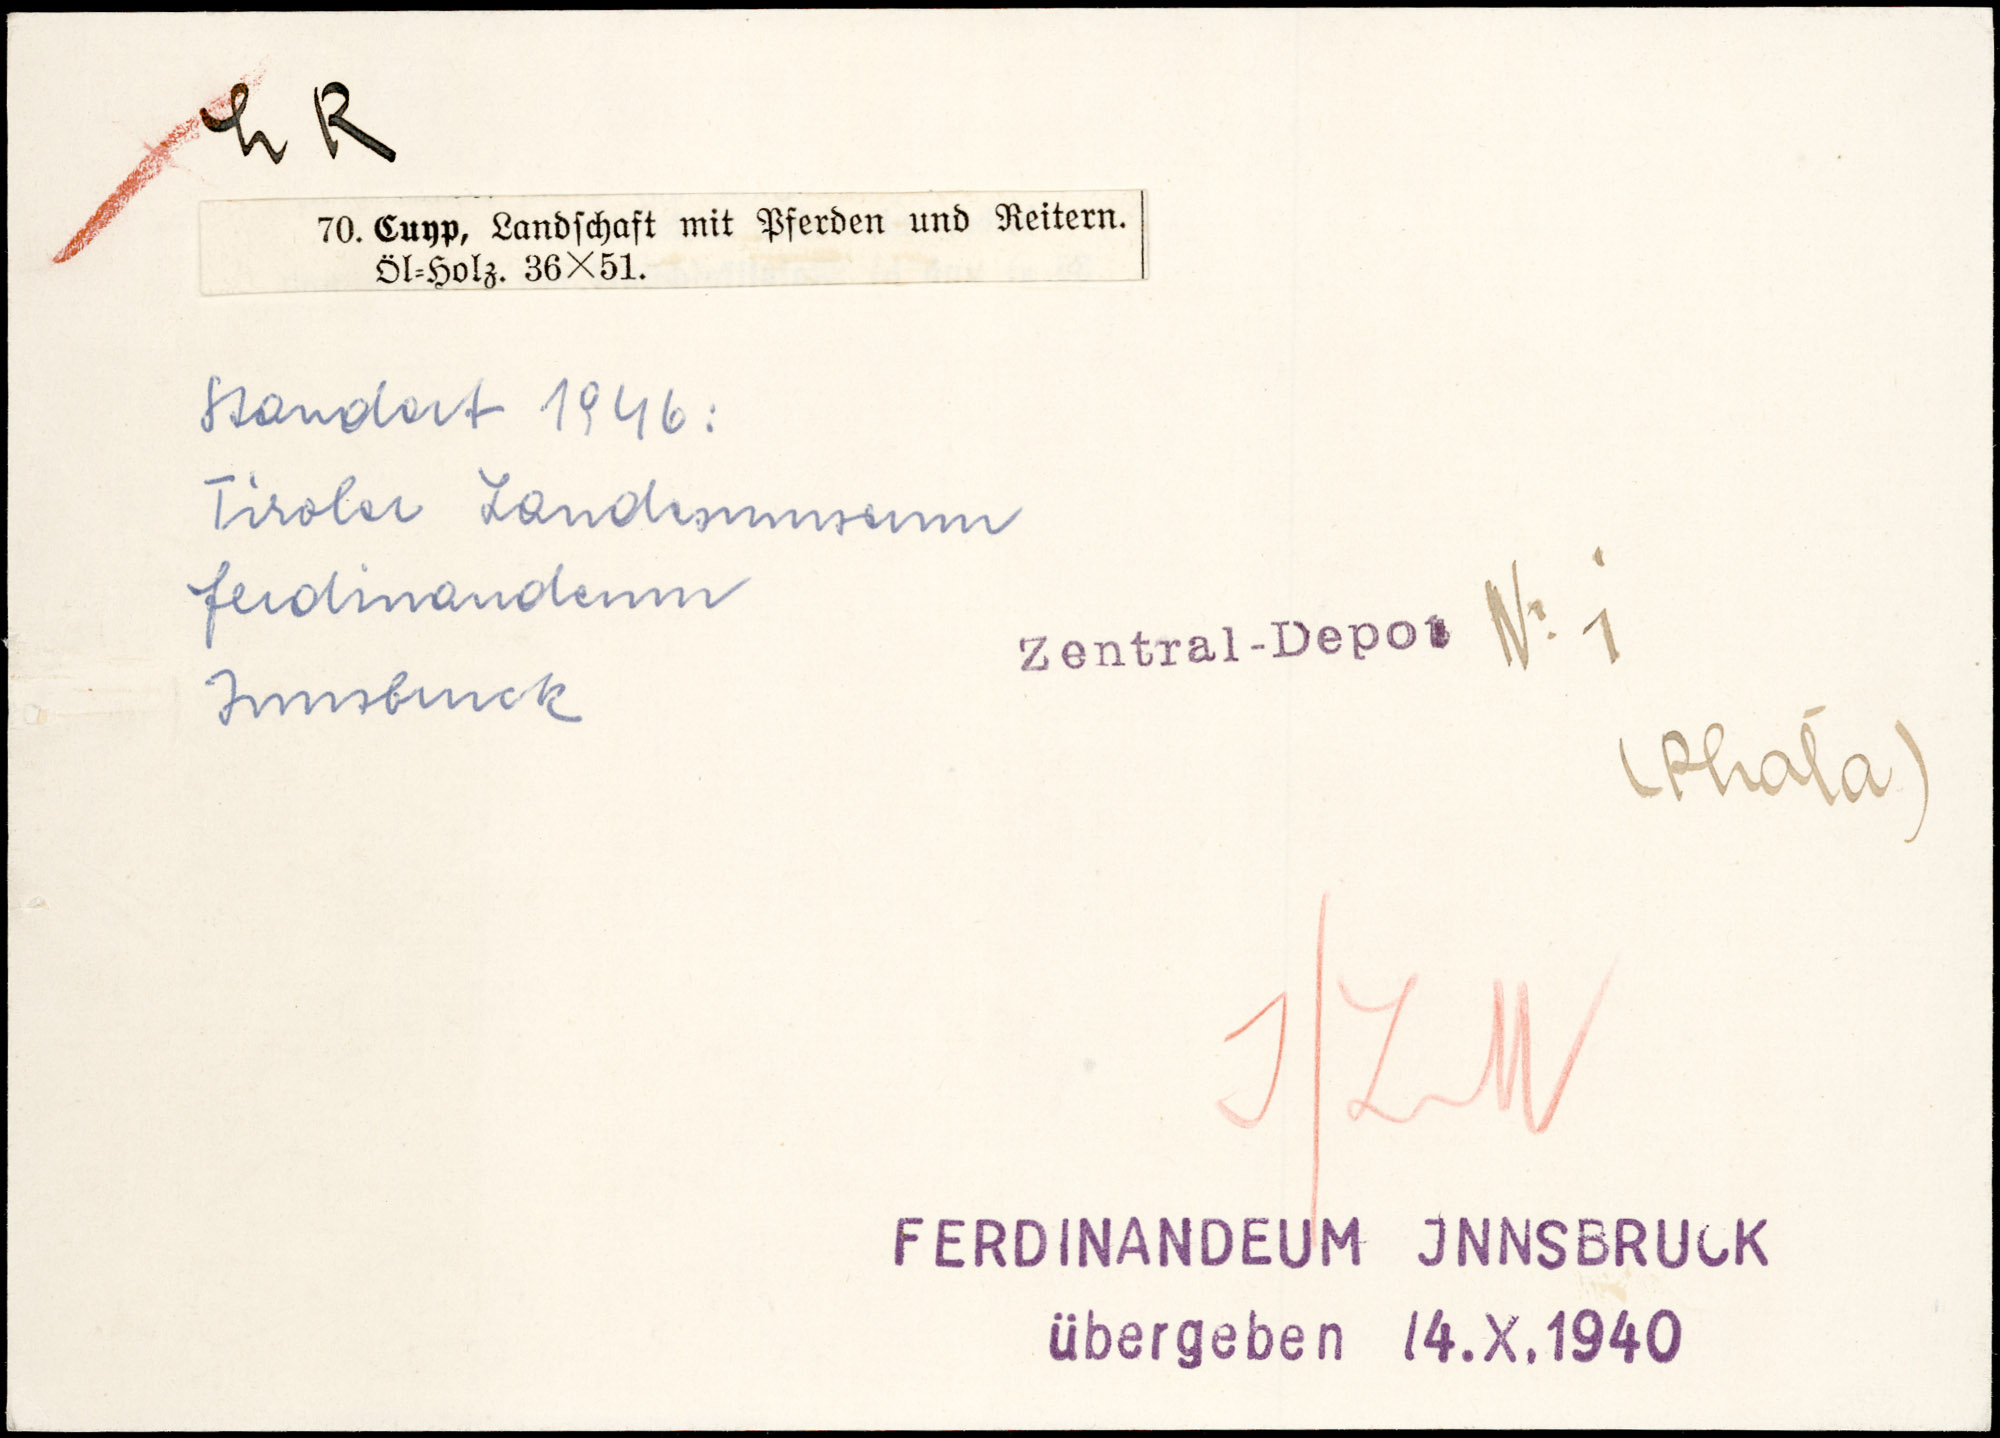 L R
70. Cuyp, Landschaft mit Pferden und Reitern.
Öl=Holz. 36×51.
Standort 1946:
Tiroler Landesmuseum
Ferdinandeum
Innsbruck
Zentral-Depot Nr. 1
J/
FERDINANDEUM JNNSBRUCK
übergeben 14.X.1940